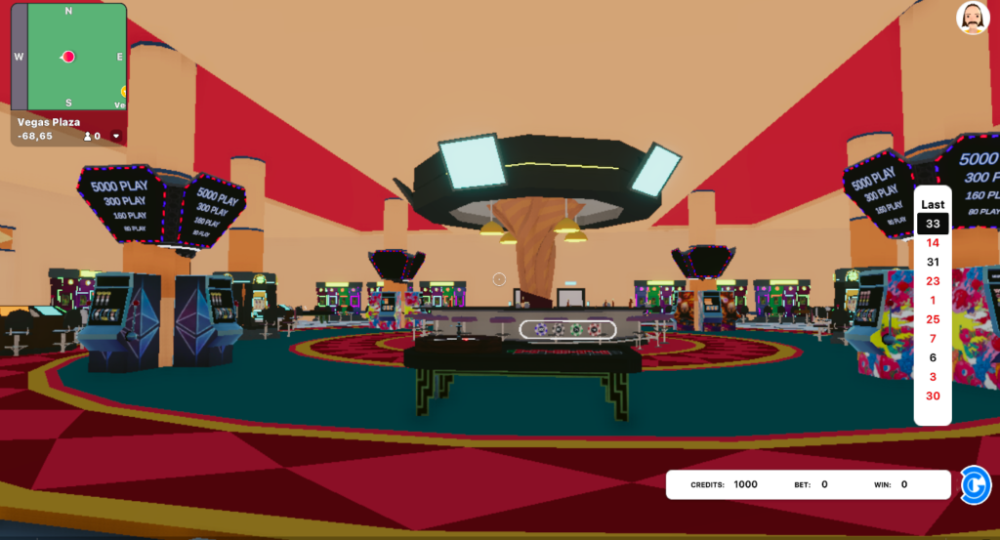 N
W
E
S
Ve
Vegas Plaza
-68,65
0
5000 PLAY
300 PLAY
160 PLAY
80 PLAY
5000 PLAY
300 PLAY
160 PLAY
80 PLAY
5000 PLAY
300 PLAY
160 PLAY
80 PLAY
5000
300 P
160 PL
80 PLA
Last
33
14
31
23
1
25
7
6
3
30
CREDITS: 1000 BET: 0 WIN: 0